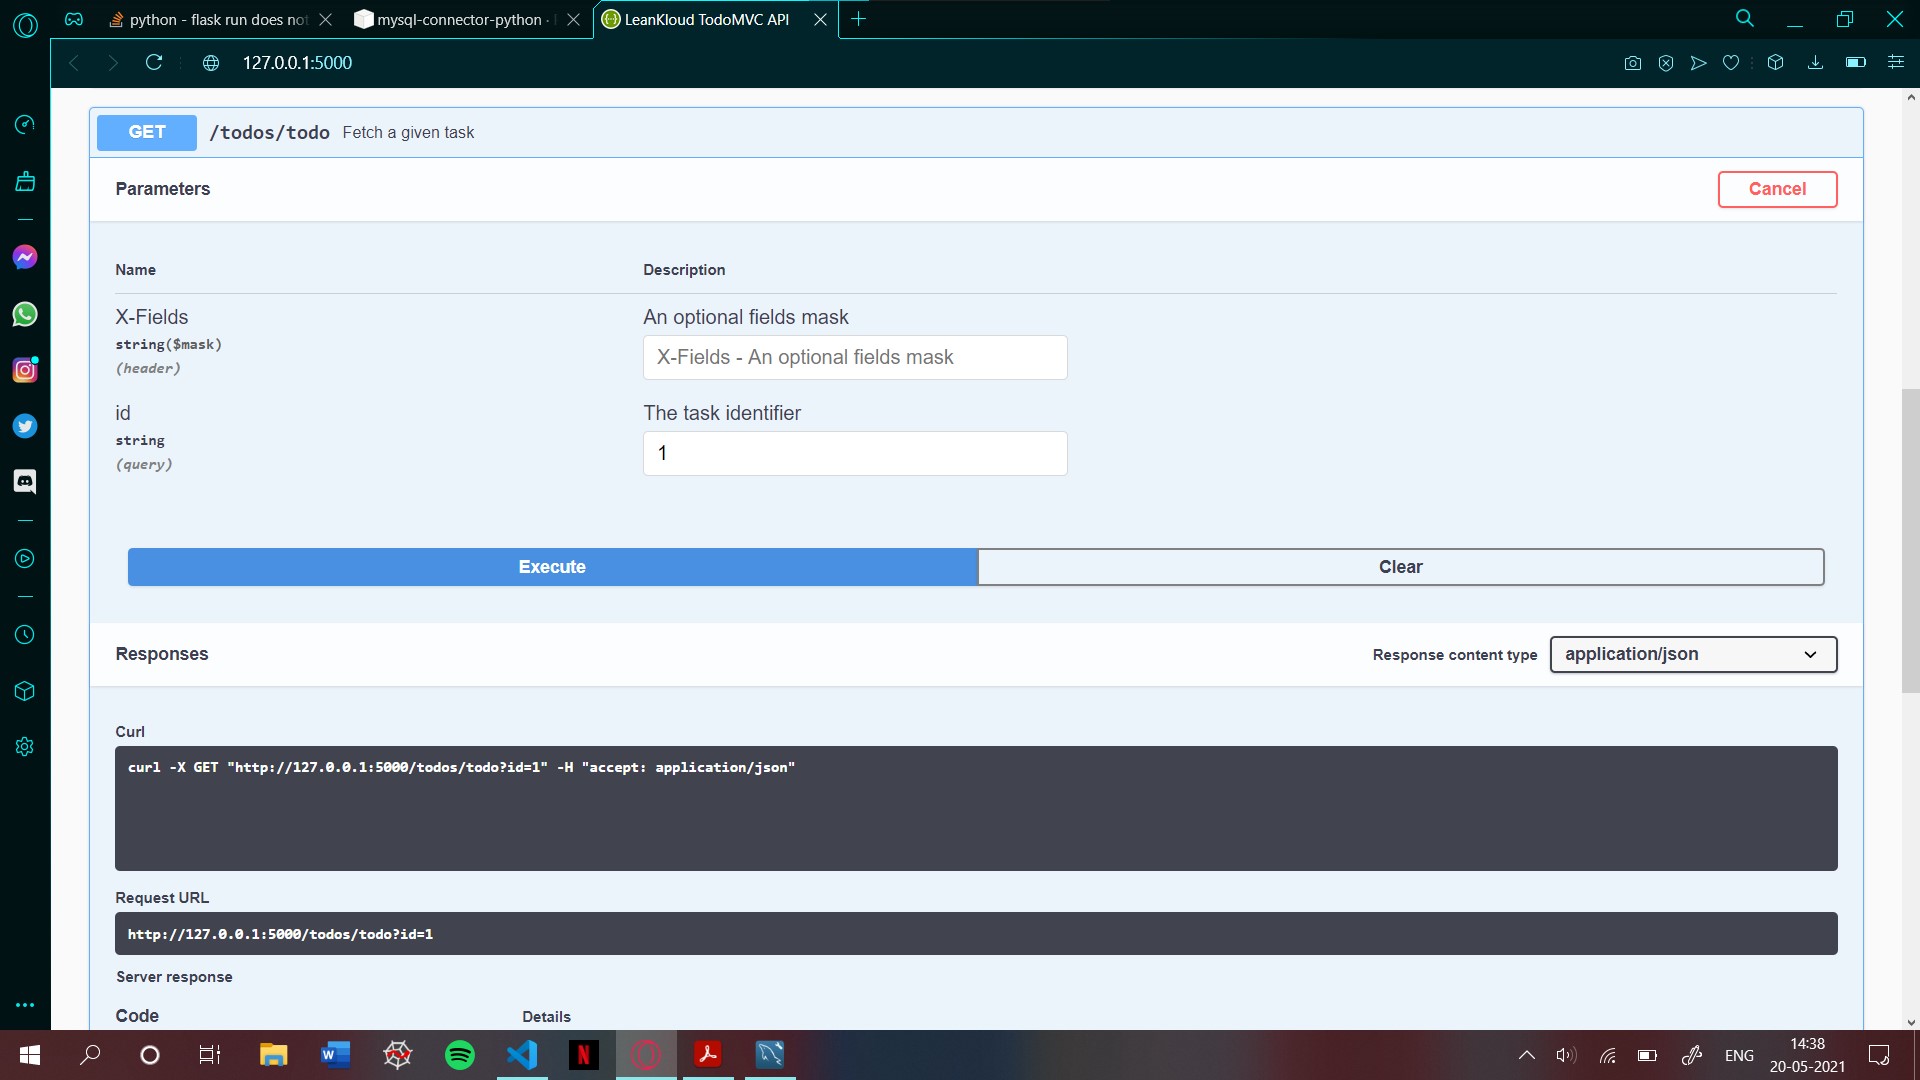 python - flask run does not
mysql-connector-python ·
LeanKloud TodoMVC API
127.0.0.1:5000
GET /todos/todo Fetch a given task
Parameters
Cancel
Name Description
X-Fields An optional fields mask
string($mask)
(header)
X-Fields - An optional fields mask
id The task identifier
string
(query)
1
Execute Clear
Responses
Response content type application/json
Curl
curl -X GET "http://127.0.0.1:5000/todos/todo?id=1" -H "accept: application/json"
Request URL
http://127.0.0.1:5000/todos/todo?id=1
Server response
Code Details
W
N
ENG
14:38
20-05-2021